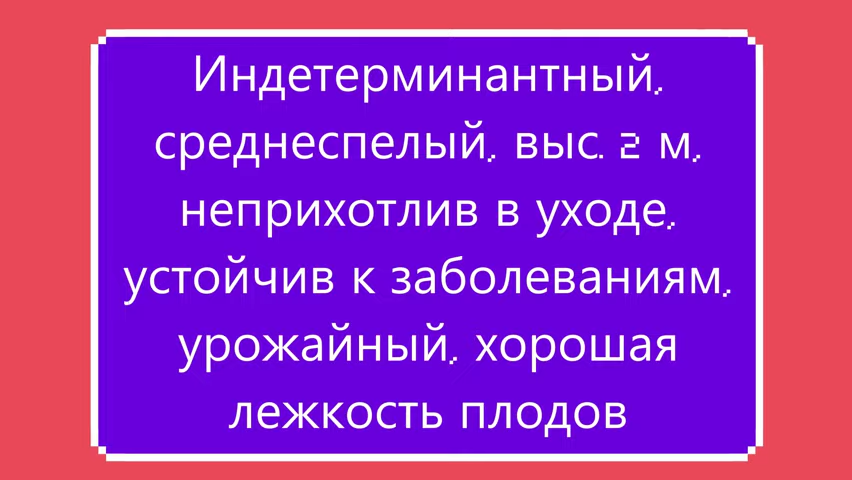 Индетерминантный,
среднеспелый, выс. 2 м,
неприхотлив в уходе,
устойчив к заболеваниям,
урожайный, хорошая
лежкость плодов